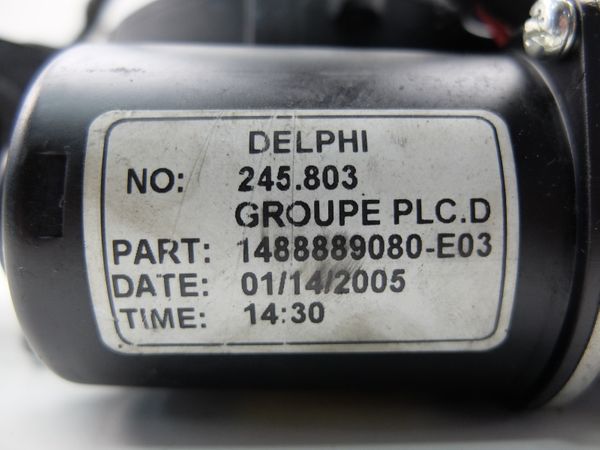 DELPHI
NO: 245.803
GROUPE PLC.D
PART: 1488889080-E03
DATE: 01/14/2005
TIME: 14:30